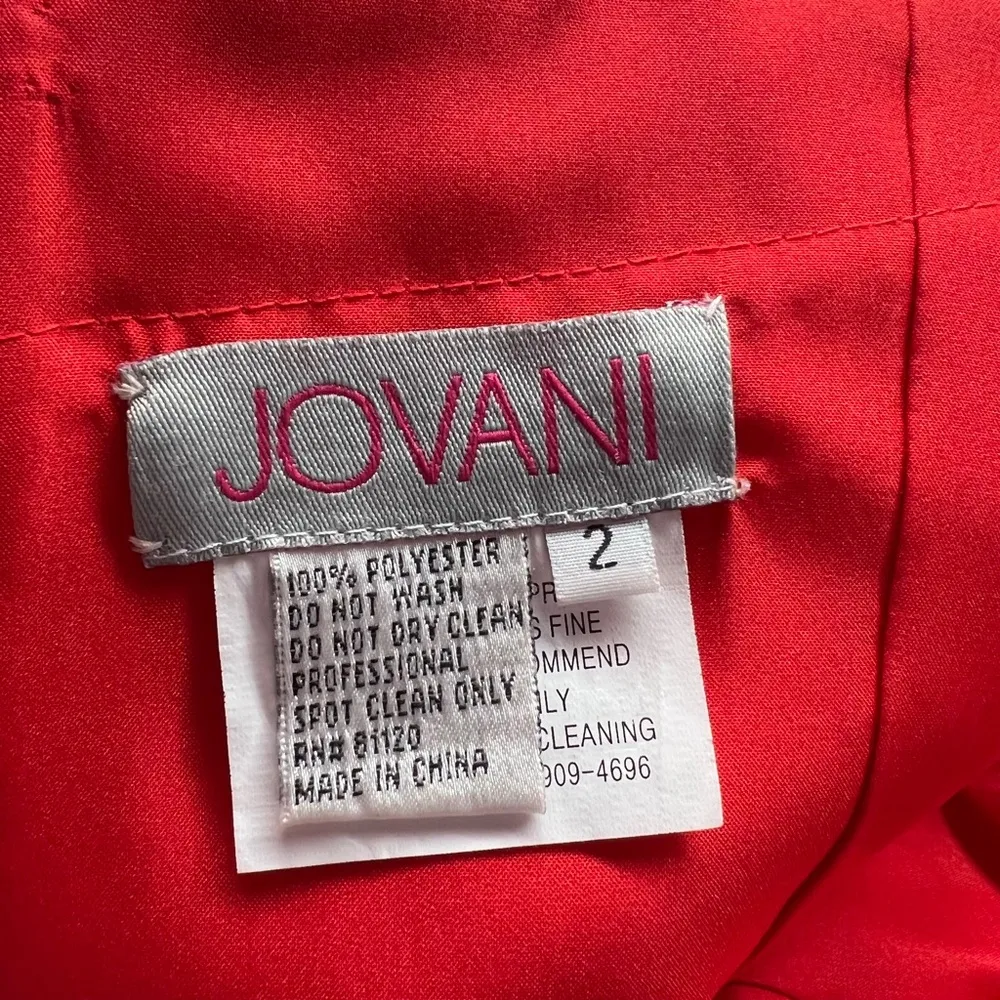 JOVANI
2
100% POLYESTER
DO NOT WASH
DO NOT DRY CLEAN
PROFESSIONAL
SPOT CLEAN ONLY
RN# 81120
MADE IN CHINA
PR
S FINE
OMMEND
LY
CLEANING
909-4696